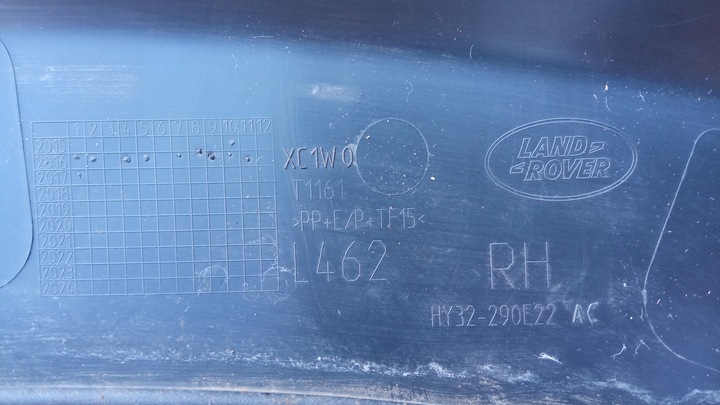 1 2 3 4 5 6 7 8 9 10 11 12
2015
2016
2017
2018
2019
2020
2021
2022
2023
2024
XC1W0
T1161
>PP+E/P+TF15<
L462
LAND
ROVER
RH
HY32-290E22 AC